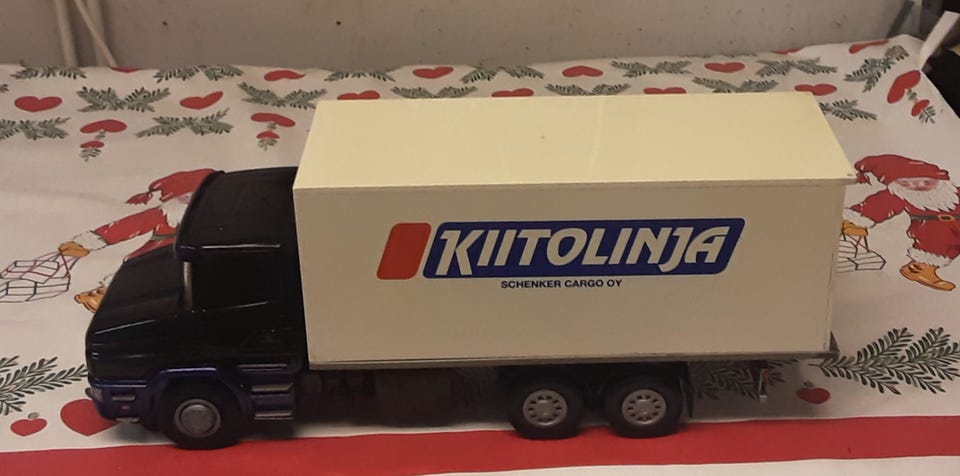 KIITOLINJA
SCHENKER CARGO OY